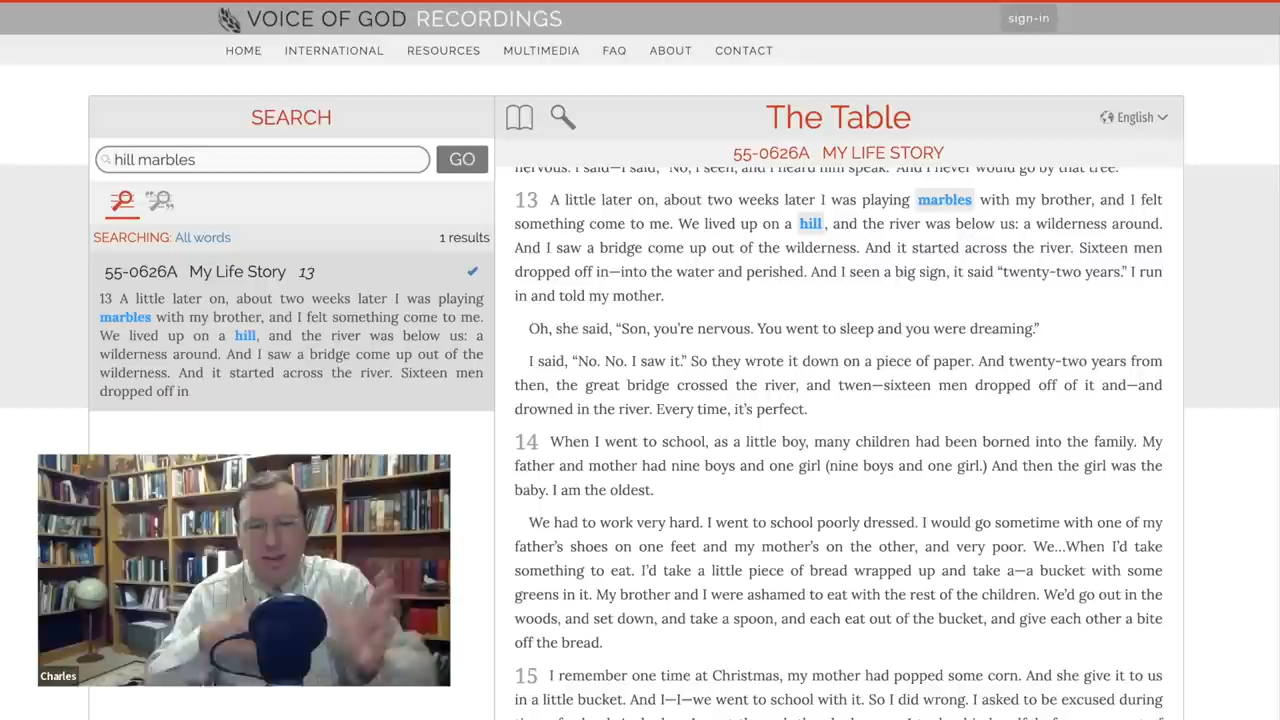 VOICE OF GOD RECORDINGS
sign-in
HOME INTERNATIONAL RESOURCES MULTIMEDIA FAQ ABOUT CONTACT
SEARCH
hill marbles
GO
SEARCHING: All words
1 results
55-0626A My Life Story 13
13 A little later on, about two weeks later I was playing
marbles with my brother, and I felt something come to me.
We lived up on a hill, and the river was below us: a
wilderness around. And I saw a bridge come up out of the
wilderness. And it started across the river. Sixteen men
dropped off in
Charles
The Table
English
55-0626A MY LIFE STORY
nervous. I said—I said, “No, I seen, and I heard him speak.” And I never would go by that tree.
13 A little later on, about two weeks later I was playing marbles with my brother, and I felt
something come to me. We lived up on a hill, and the river was below us: a wilderness around.
And I saw a bridge come up out of the wilderness. And it started across the river. Sixteen men
dropped off in—into the water and perished. And I seen a big sign, it said “twenty-two years.” I run
in and told my mother.
Oh, she said, “Son, you’re nervous. You went to sleep and you were dreaming.”
I said, “No. No. I saw it.” So they wrote it down on a piece of paper. And twenty-two years from
then, the great bridge crossed the river, and twen—sixteen men dropped off of it and—and
drowned in the river. Every time, it’s perfect.
14 When I went to school, as a little boy, many children had been borned into the family. My
father and mother had nine boys and one girl (nine boys and one girl.) And then the girl was the
baby. I am the oldest.
We had to work very hard. I went to school poorly dressed. I would go sometime with one of my
father’s shoes on one feet and my mother’s on the other, and very poor. We…When I’d take
something to eat. I’d take a little piece of bread wrapped up and take a—a bucket with some
greens in it. My brother and I were ashamed to eat with the rest of the children. We’d go out in the
woods, and set down, and take a spoon, and each eat out of the bucket, and give each other a bite
off the bread.
15 I remember one time at Christmas, my mother had popped some corn. And she give it to us
in a little bucket. And I—I—we went to school with it. So I did wrong. I asked to be excused during